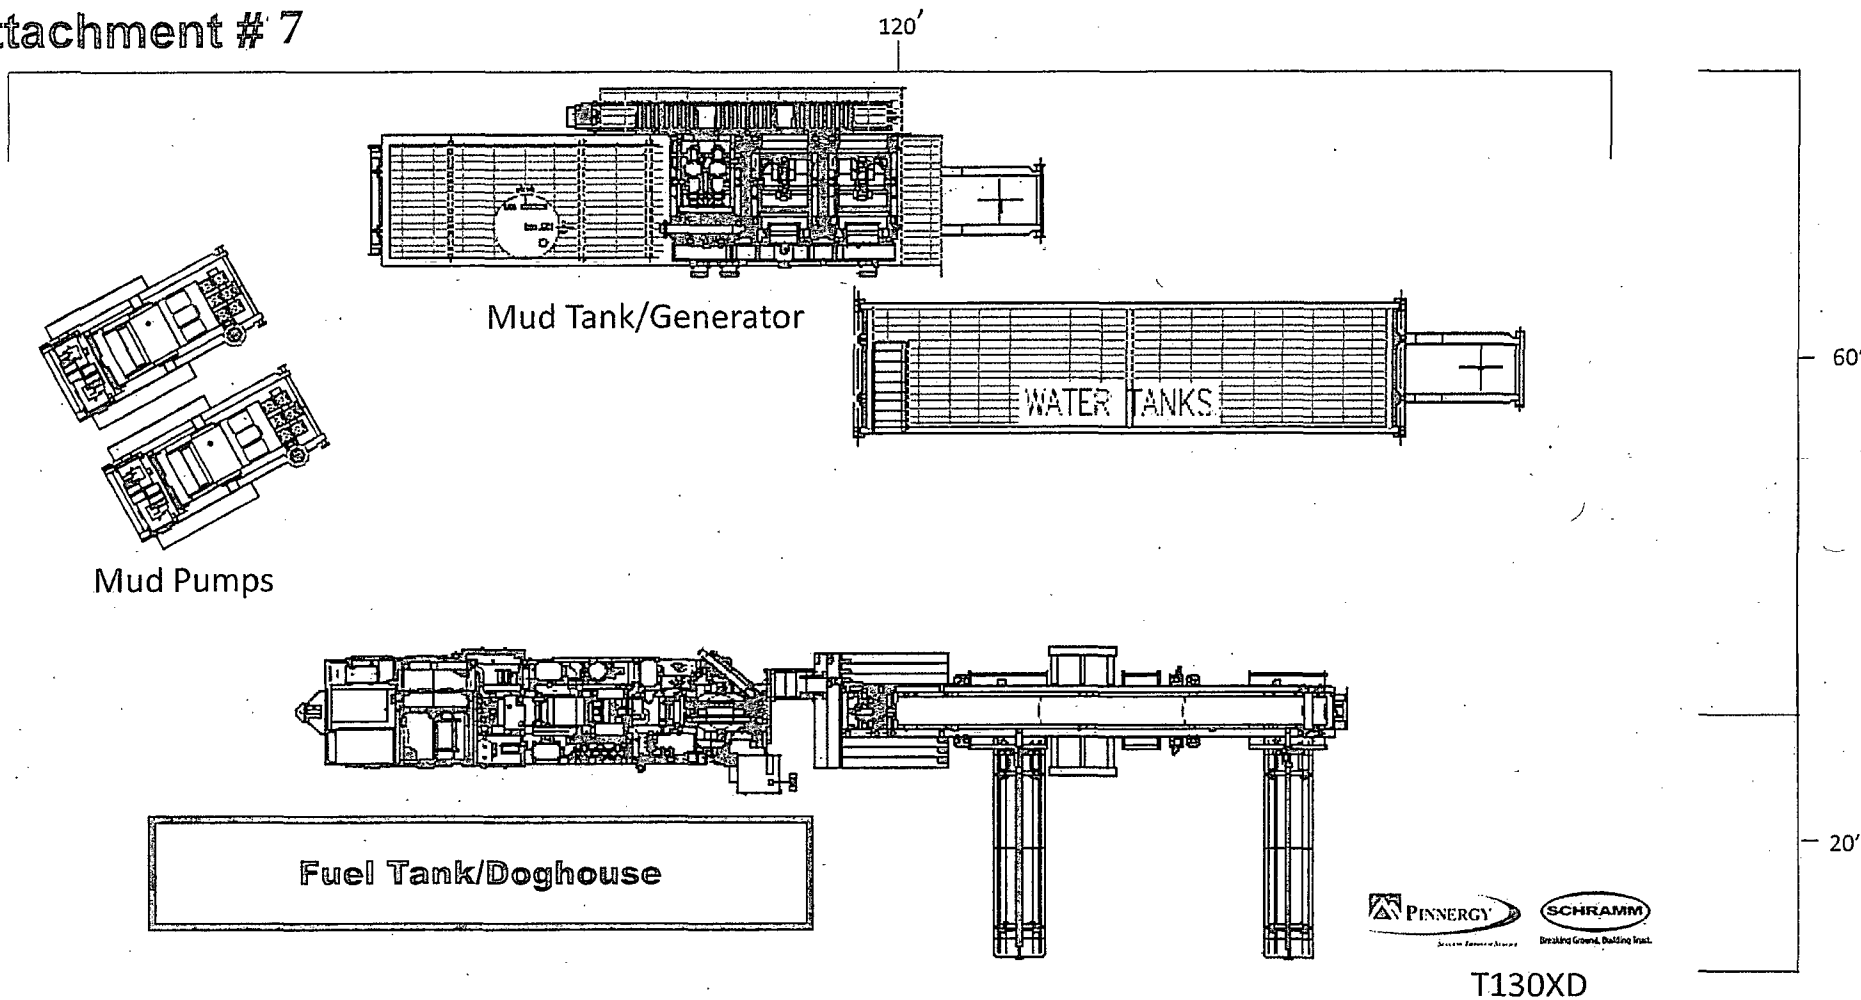 ttachment # 7
120'
Mud Tank/Generator
60'
WATER TANKS
Mud Pumps
20'
Fuel Tank/Doghouse
PINNERGY
SCHRAMM
Breaking Ground, Building Trust.
T130XD